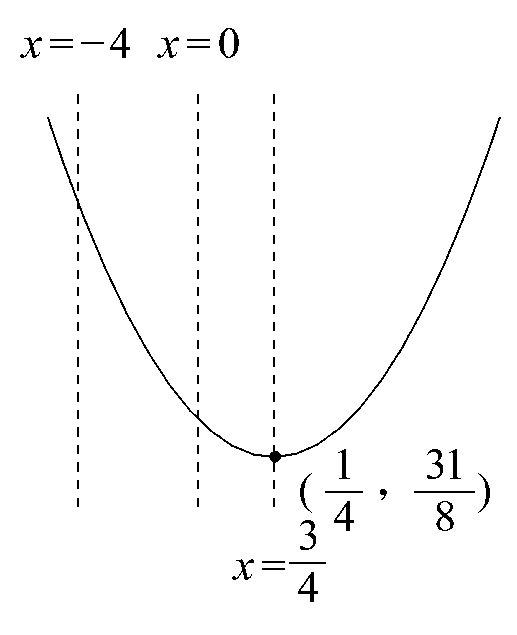 x=−4 x=0
(1/4, 31/8)
x=3/4